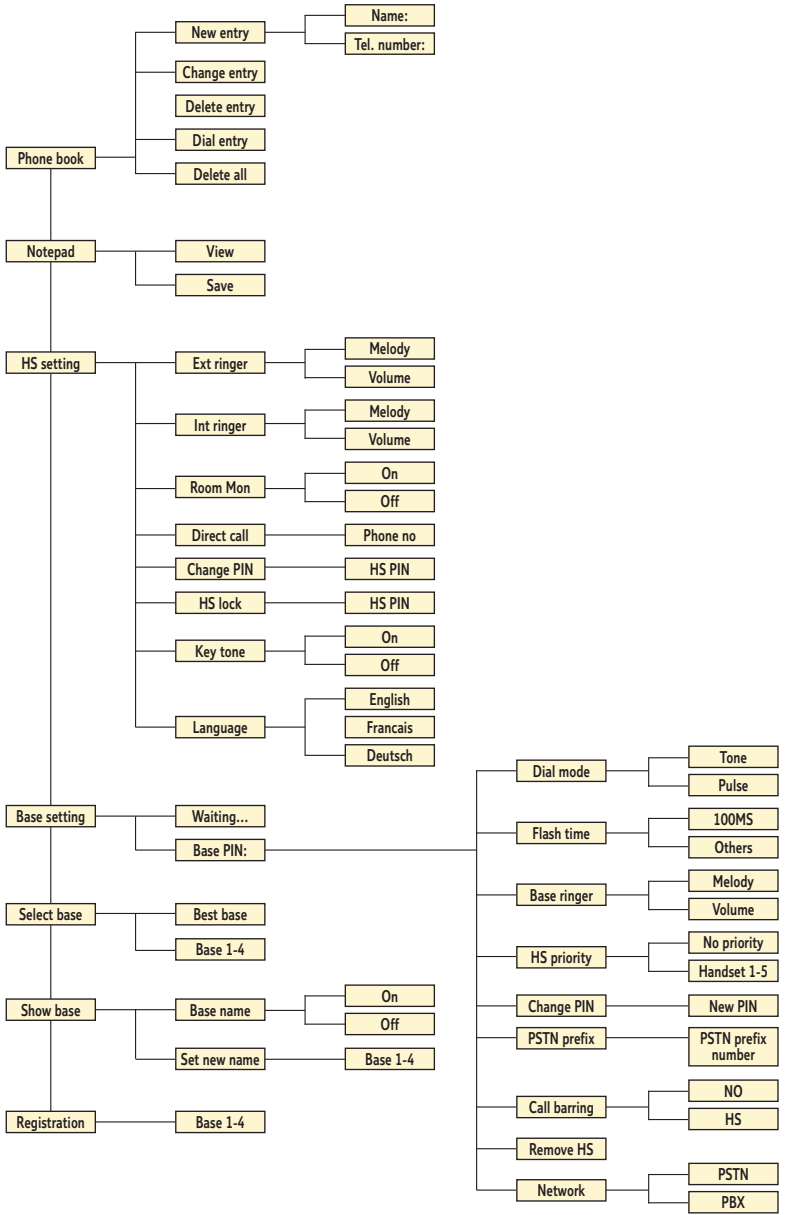 Phone book
New entry
Name:
Tel. number:
Change entry
Delete entry
Dial entry
Delete all
Notepad
View
Save
HS setting
Ext ringer
Melody
Volume
Int ringer
Melody
Volume
Room Mon
On
Off
Direct call
Phone no
Change PIN
HS PIN
HS lock
HS PIN
Key tone
On
Off
Language
English
Francais
Deutsch
Base setting
Waiting...
Base PIN:
Dial mode
Tone
Pulse
Flash time
100MS
Others
Base ringer
Melody
Volume
HS priority
No priority
Handset 1-5
Change PIN
New PIN
PSTN prefix
PSTN prefix
number
Call barring
NO
HS
Remove HS
Network
PSTN
PBX
Select base
Best base
Base 1-4
Show base
Base name
On
Off
Set new name
Base 1-4
Registration
Base 1-4